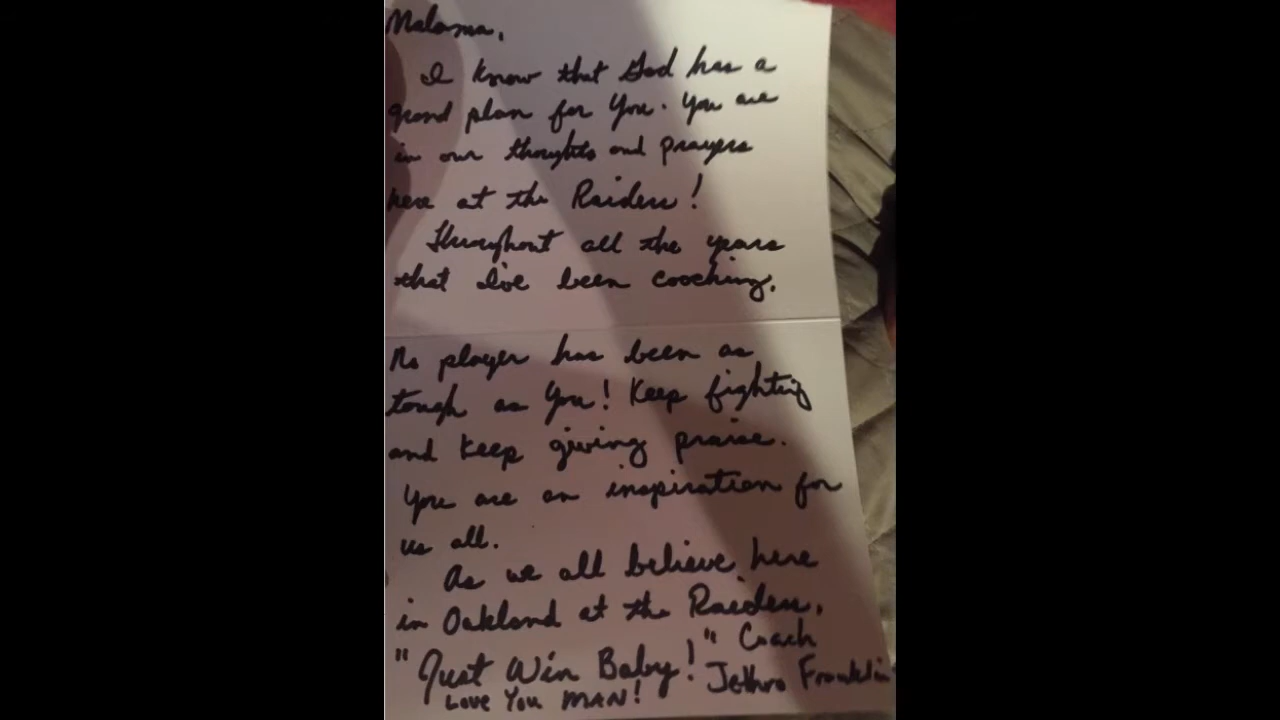 Maloma,
I know that God has a
grand plan for You. You are
in our thoughts and prayers
here at the Raiders!
Throughout all the years
that I've been coaching,
No player has been as
tough as You! Keep fighting
and keep giving praise.
You are an inspiration for
us all.
As we all believe here
in Oakland at the Raiders,
"Just Win Baby!" Coach
Love You MAN! Jethro Franklin